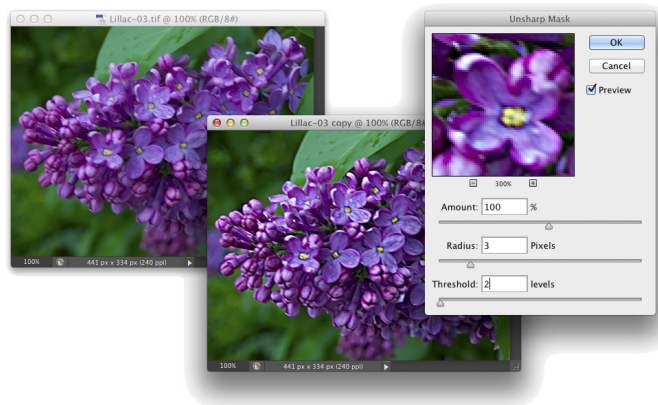 Lillac-03.tif @ 100% (RGB/8#)
100%
441 px x 334 px (240 ppi)
Lillac-03 copy @ 100% (RGB/8#
100%
441 px x 334 px (240 ppi)
Unsharp Mask
OK
Cancel
Preview
300%
Amount: 100 %
Radius: 3 Pixels
Threshold: 2 levels